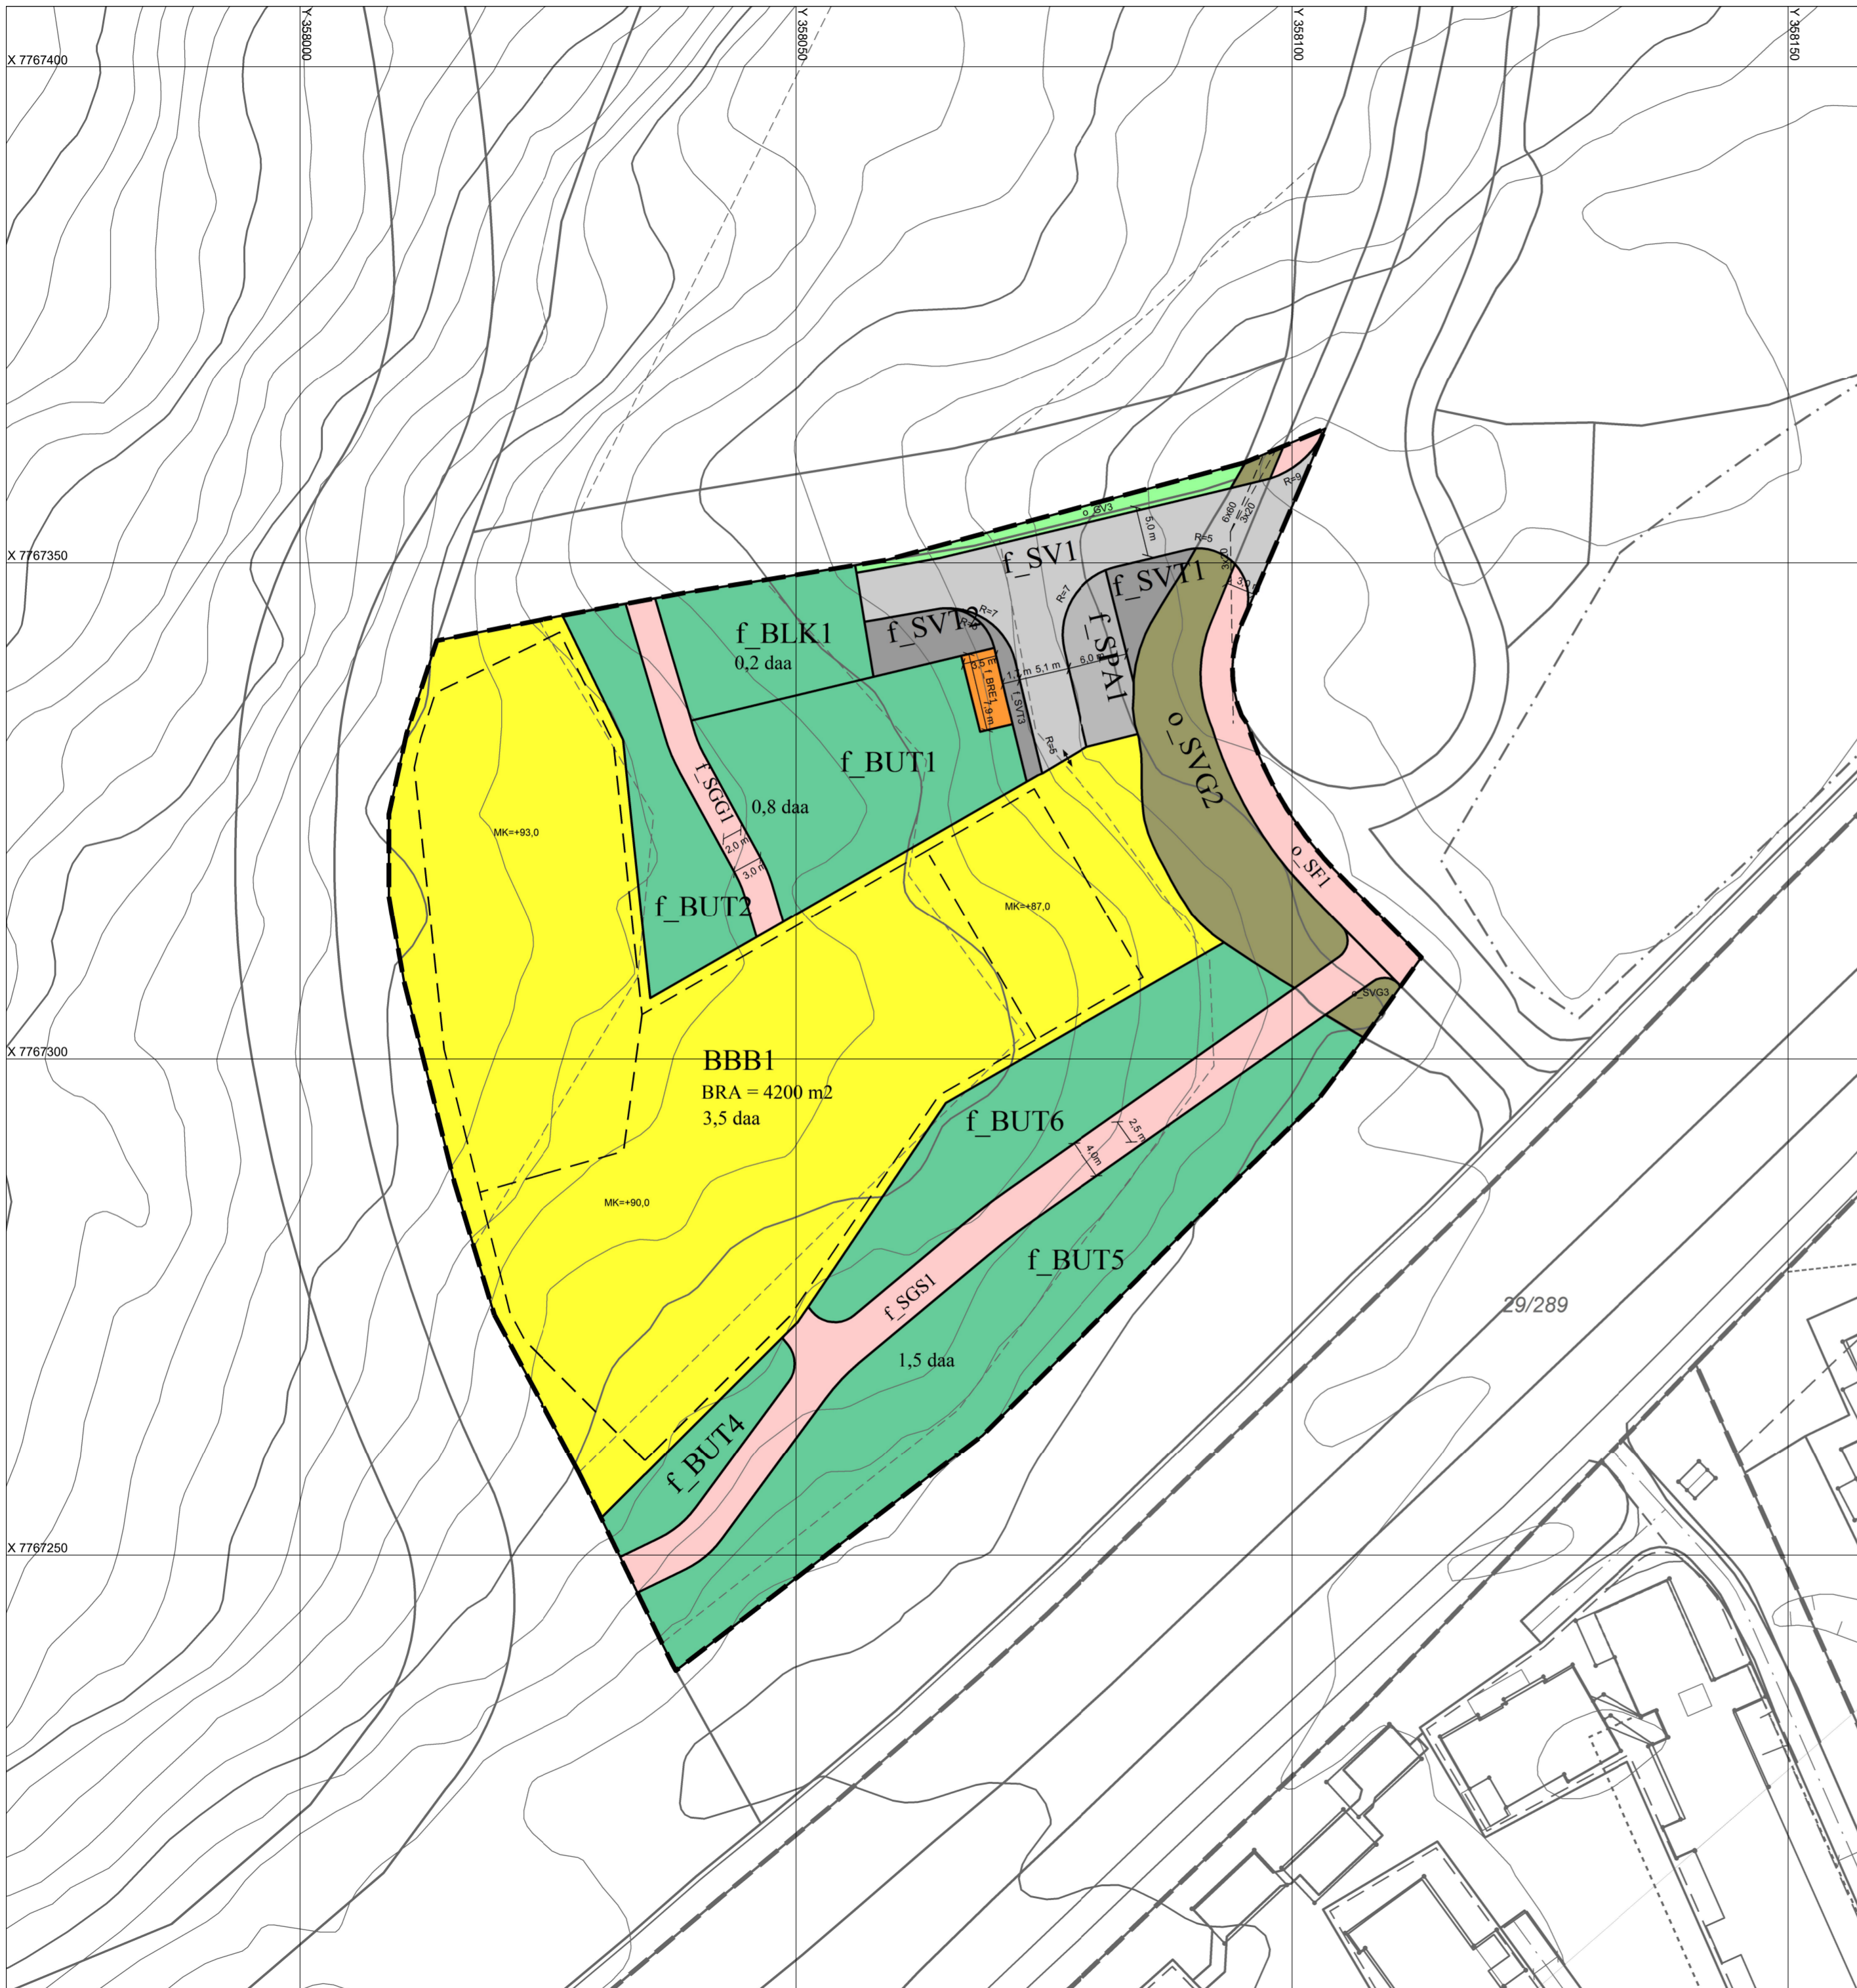 Y 358000
Y 358050
Y 358100
Y 358150
X 7767400
o_GV3
R=9
6x60
3x20
5,0 m
R=5
X 7767350
f_SV1
3x20
f_SVT1
3,0
R=7
R=7
f_SVT2
f_BLK1
0,2 daa
f_SPA1
3,5 m
5,1 m
6,0 m
f_BRE1
7,9 m
f_SVT3
R=6
o_SVG2
f_BUT1
f_SGG1
0,8 daa
MK=+93,0
2,0 m
3,0 m
o_SF1
f_BUT2
MK=+87,0
o_SVG3
X 7767300
BBB1
BRA = 4200 m2
3,5 daa
f_BUT6
2,5 m
4,0m
MK=+90,0
f_BUT5
f_SGS1
29/289
1,5 daa
f_BUT4
X 7767250